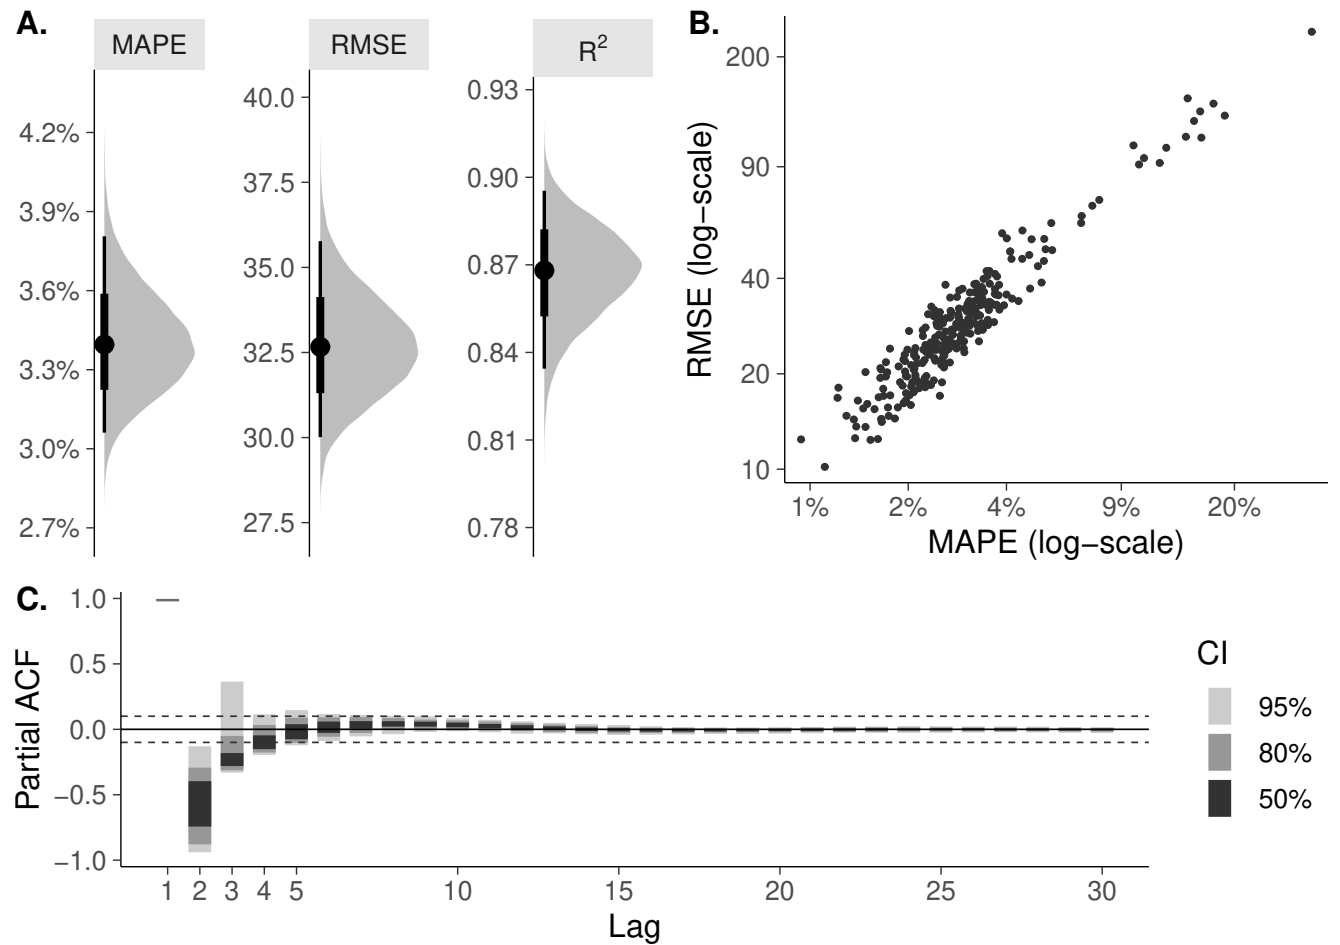 A.
MAPE
RMSE
R²
4.2%
3.9%
3.6%
3.3%
3.0%
2.7%
40.0
37.5
35.0
32.5
30.0
27.5
0.93
0.90
0.87
0.84
0.81
0.78
B.
RMSE (log−scale)
200
90
40
20
10
1% 2% 4% 9% 20%
MAPE (log−scale)
C.
Partial ACF
1.0
0.5
0.0
−0.5
−1.0
1 2 3 4 5 10 15 20 25 30
Lag
CI
95%
80%
50%